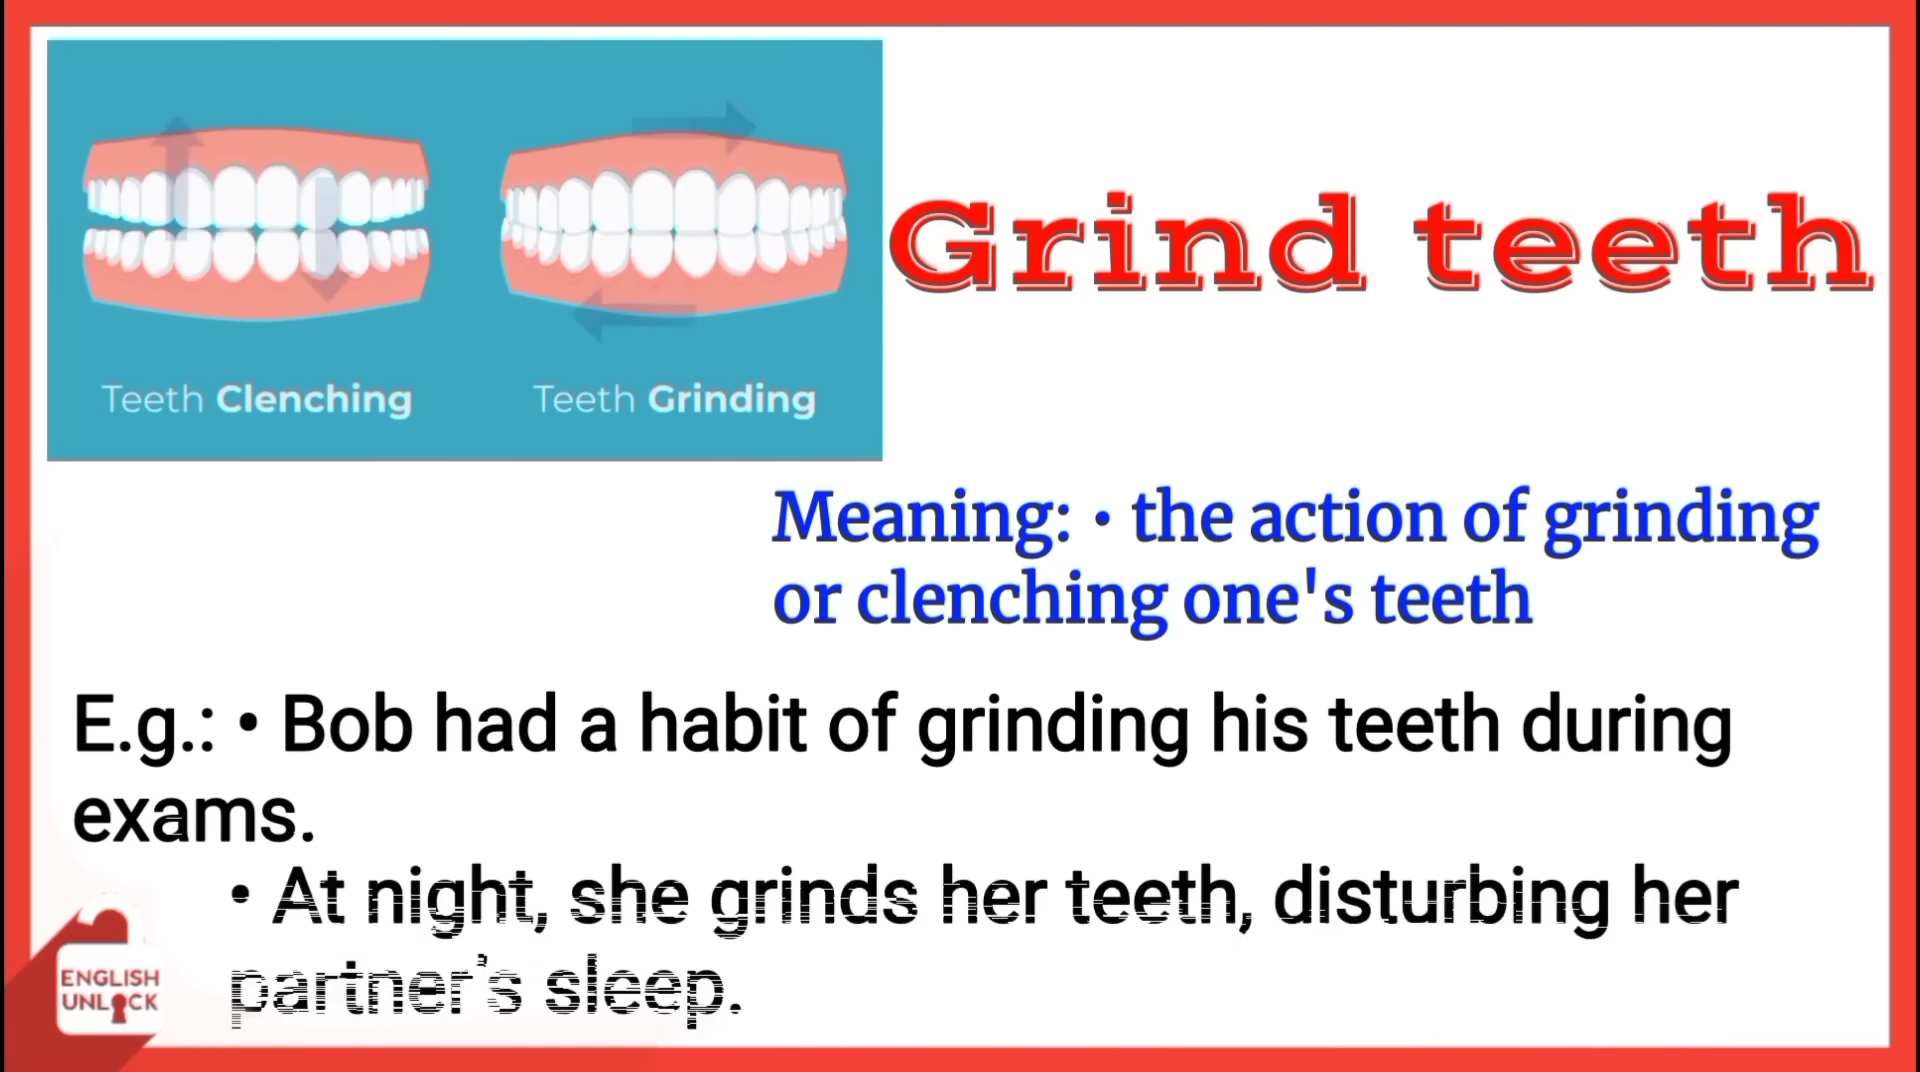 Grind teeth
Teeth Clenching
Teeth Grinding
Meaning: • the action of grinding
or clenching one's teeth
E.g.: • Bob had a habit of grinding his teeth during
exams.
• At night, she grinds her teeth, disturbing her
partner's sleep.
ENGLISH
UNLOCK